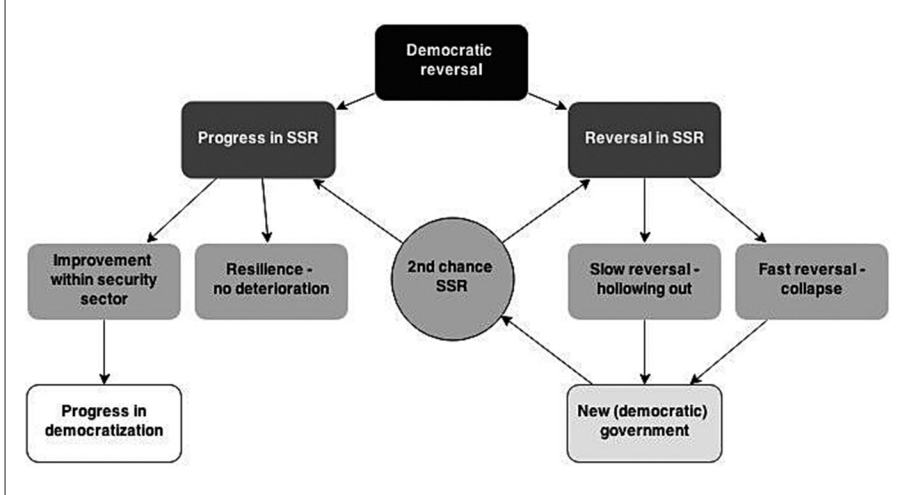 Democratic
reversal
Progress in SSR
Reversal in SSR
Improvement
within security
sector
Resilience -
no deterioration
2nd chance
SSR
Slow reversal -
hollowing out
Fast reversal -
collapse
Progress in
democratization
New (democratic)
government